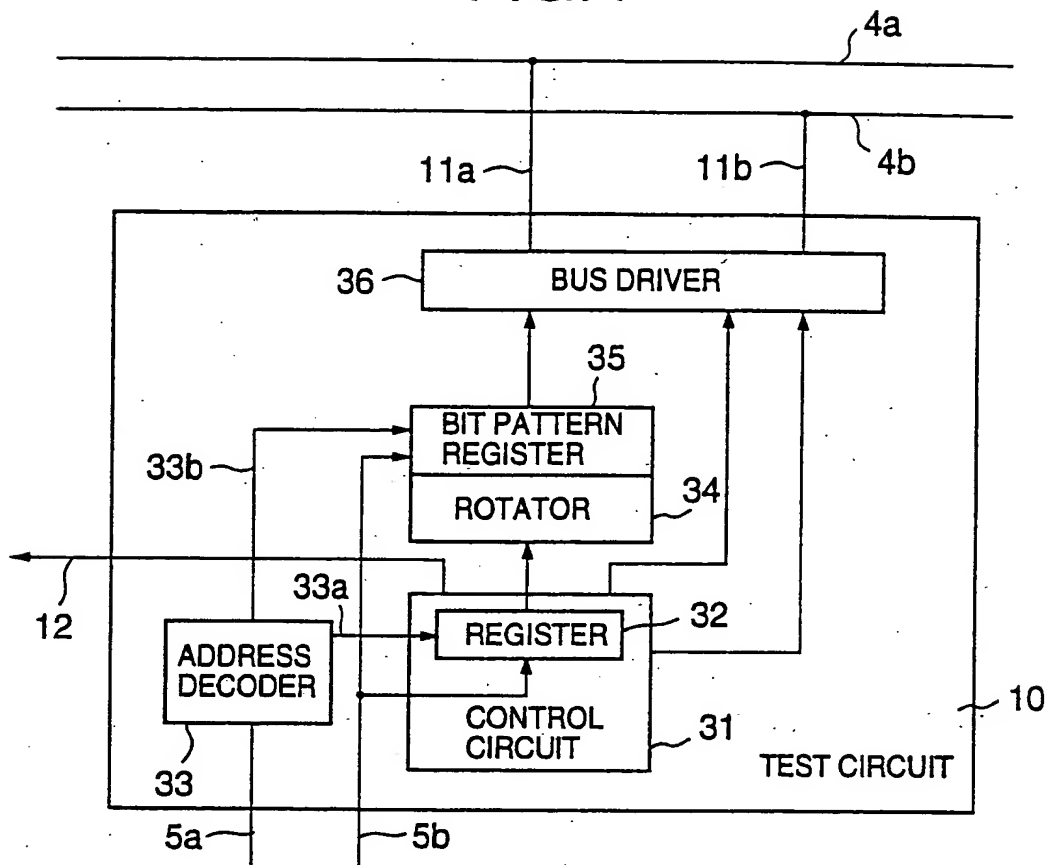 4a
4b
11a
11b
36
BUS DRIVER
35
BIT PATTERN
REGISTER
33b
ROTATOR
34
12
33a
REGISTER
32
ADDRESS
DECODER
CONTROL
CIRCUIT
31
10
33
TEST CIRCUIT
5a
5b